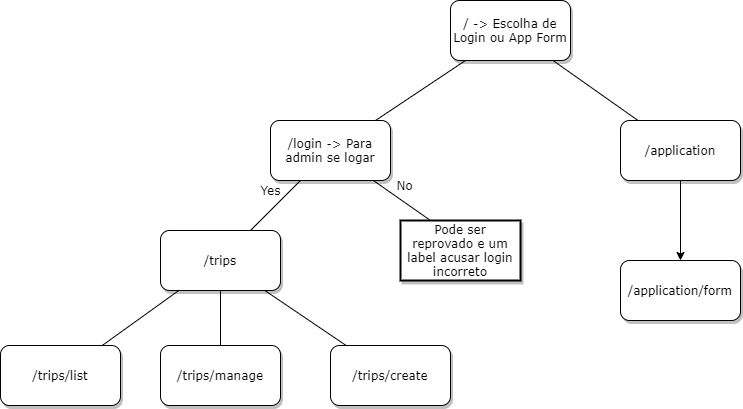 / -> Escolha de
Login ou App Form
/login -> Para
admin se logar
/application
Yes
No
Pode ser
reprovado e um
label acusar login
incorreto
/trips
/application/form
/trips/list
/trips/manage
/trips/create